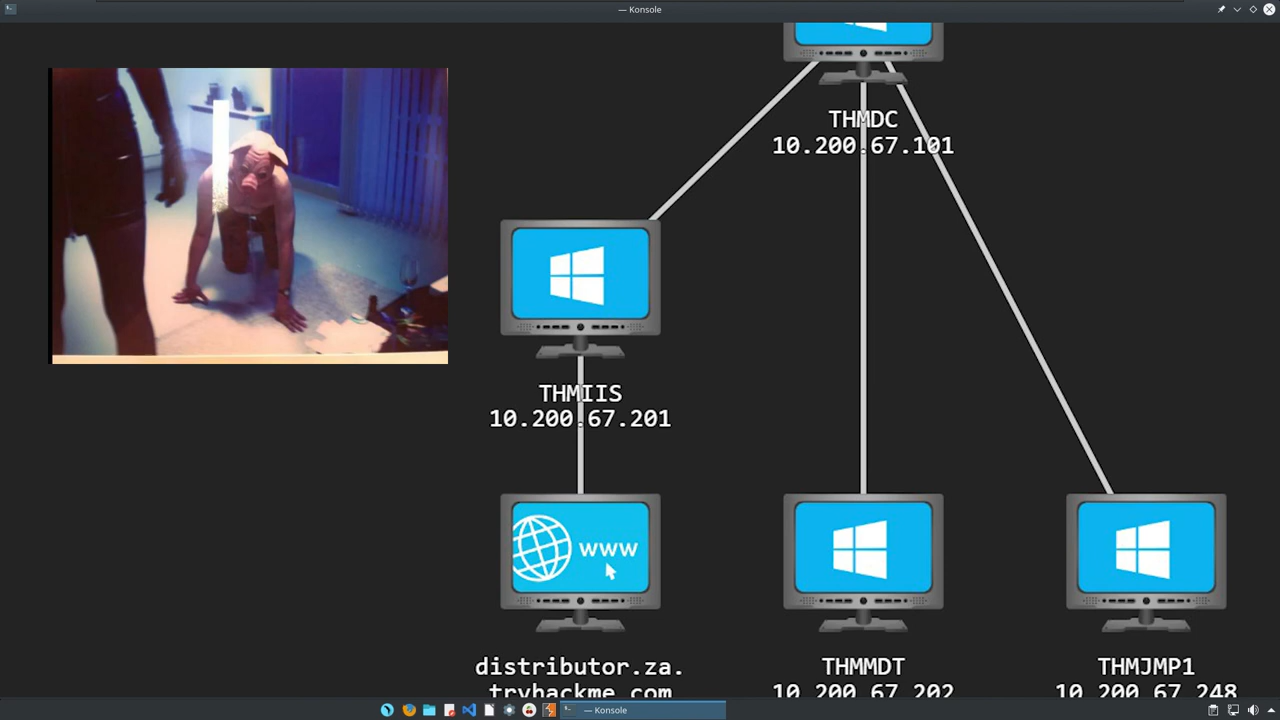 — Konsole
THMDC
10.200.67.101
THMIIS
10.200.67.201
www
distributor.za.
tryhackme.com
THMMDT
10.200.67.202
THMJMP1
10.200.67.248
— Konsole